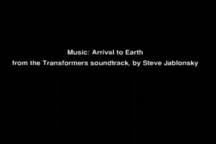 Music: Arrival to Earth
from the Transformers soundtrack, by Steve Jablonsky